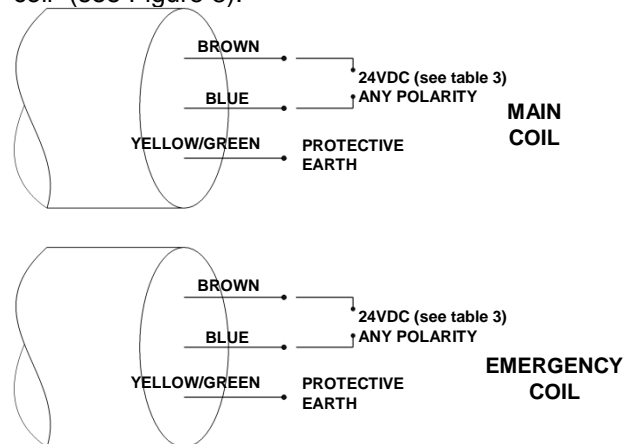 coil" (see Figure 3).
BROWN
24VDC (see table 3)
BLUE
ANY POLARITY
MAIN
COIL
YELLOW/GREEN
PROTECTIVE
EARTH
BROWN
24VDC (see table 3)
BLUE
ANY POLARITY
EMERGENCY
COIL
YELLOW/GREEN
PROTECTIVE
EARTH